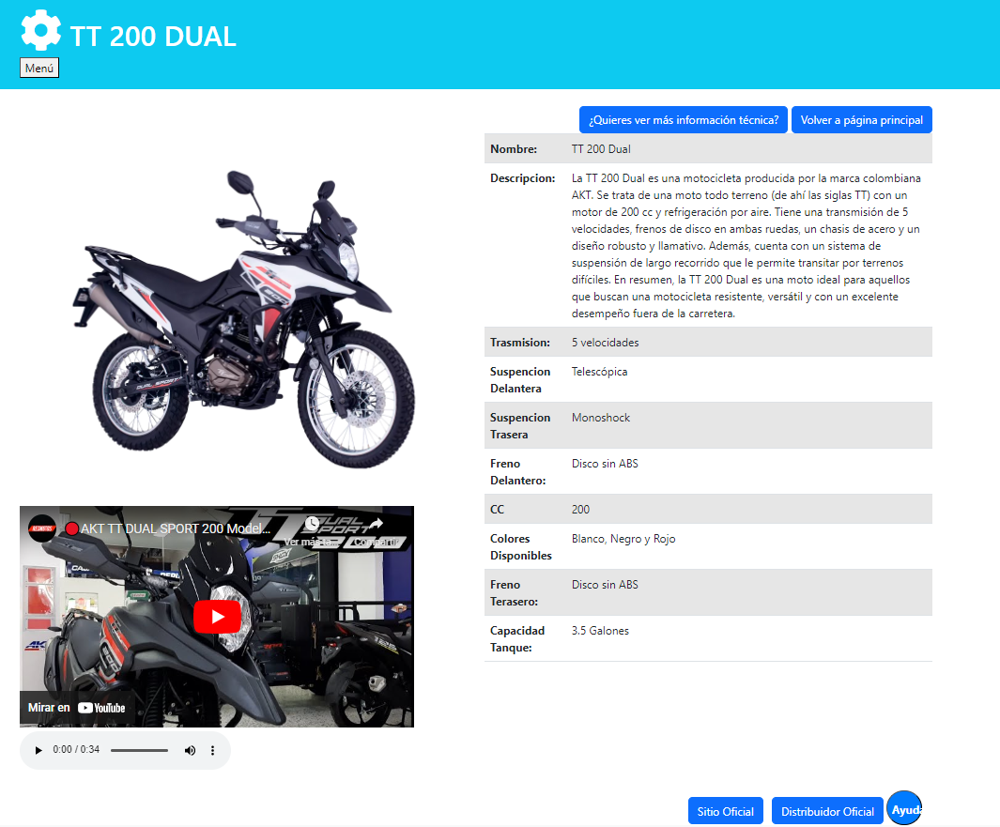 TT 200 DUAL
Menú
¿Quieres ver más información técnica?
Volver a página principal
Nombre: TT 200 Dual
Descripcion: La TT 200 Dual es una motocicleta producida por la marca colombiana
AKT. Se trata de una moto todo terreno (de ahí las siglas TT) con un
motor de 200 cc y refrigeración por aire. Tiene una transmisión de 5
velocidades, frenos de disco en ambas ruedas, un chasis de acero y un
diseño robusto y llamativo. Además, cuenta con un sistema de
suspensión de largo recorrido que le permite transitar por terrenos
difíciles. En resumen, la TT 200 Dual es una moto ideal para aquellos
que buscan una motocicleta resistente, versátil y con un excelente
desempeño fuera de la carretera.
Trasmision: 5 velocidades
Suspencion Telescópica
Delantera
Suspencion Monoshock
Trasera
Freno Disco sin ABS
Delantero:
CC 200
Colores Blanco, Negro y Rojo
Disponibles
Freno Disco sin ABS
Terasero:
Capacidad 3.5 Galones
Tanque:
DUAL SPORT
AKT TT DUAL SPORT 200 Model...
Ver más ta...
Compartir
TT DUAL
SPORT
200
125
Mirar en YouTube
0:00 / 0:34
Sitio Oficial
Distribuidor Oficial
Ayuda